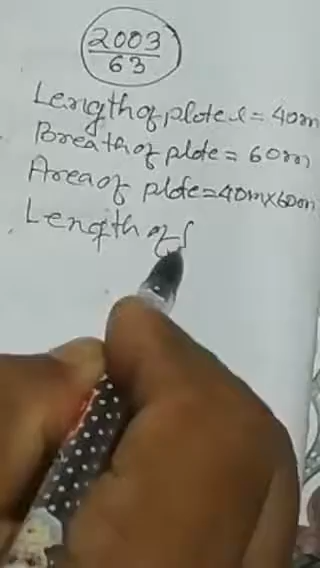 2003
63
Length of plote l = 40m
Breath of plote = 60m
Area of plote = 40m×60m
Length of